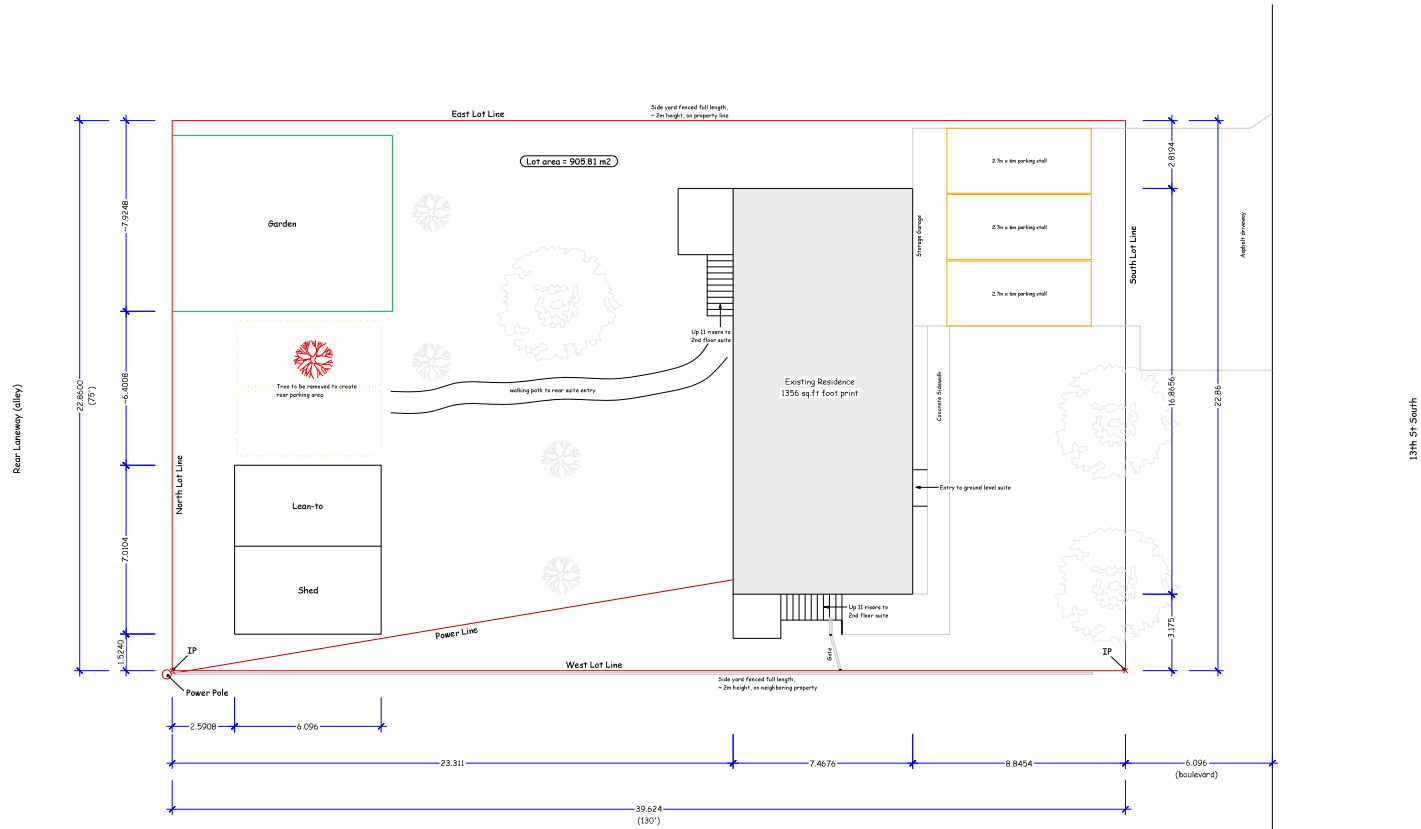 Side yard fenced full length,
~ 2m height, on property line.
East Lot Line
Lot area = 905.81 m2
2.7m x 6m parking stall
2.8194
Garden
~7.9248
Storage Garage
2.7m x 6m parking stall
South Lot Line
Asphalt driveway
2.7m x 6m parking stall
Up 11 risers to
2nd floor suite
Tree to be removed to create
rear parking area.
walking path to rear suite entry
Existing Residence
1356 sq.ft foot print
Concrete Sidewalk
Rear Laneway (alley)
22.8600
(75')
~6.4008
16.8656
22.86
13th St South
North Lot Line
Entry to ground level suite
Lean-to
7.0104
Shed
Up 11 risers to
2nd floor suite
Power Line
3.175
1.5240
IP
Gate
IP
West Lot Line
Side yard fenced full length,
~ 2m height, on neighboring property
Power Pole
2.5908
6.096
23.311
7.4676
8.8454
6.096
(boulevard)
39.624
(130')